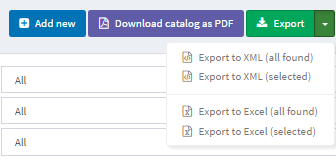 Add new Download catalog as PDF Export
Export to XML (all found)
Export to XML (selected)
Export to Excel (all found)
Export to Excel (selected)
All
All
All